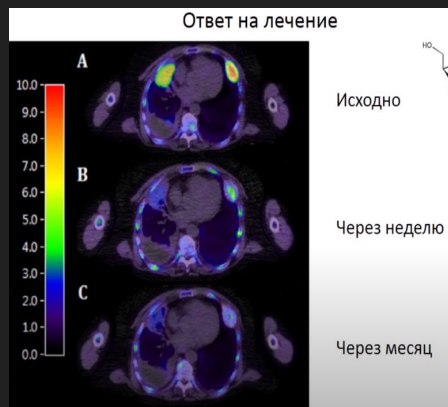 Ответ на лечение
HO
A
Исходно
B
Через неделю
C
Через месяц
10.0
9.0
8.0
7.0
6.0
5.0
4.0
3.0
2.0
1.0
0.0